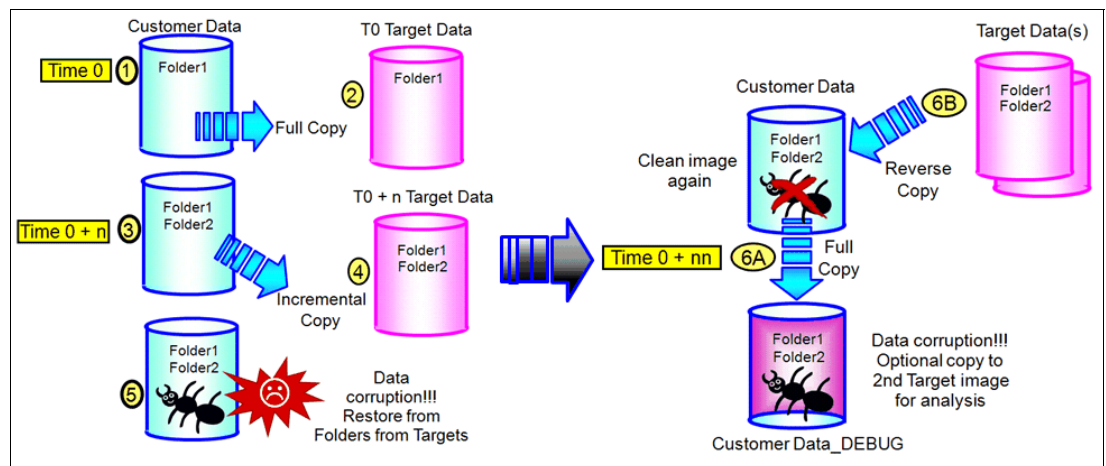 Customer Data
Time 0
1
Folder1
Full Copy
T0 Target Data
2
Folder1
Time 0 + n
3
Folder1
Folder2
Incremental
Copy
T0 + n Target Data
4
Folder1
Folder2
5
Folder1
Folder2
Data
corruption!!!
Restore from
Folders from Targets
Time 0 + nn
Customer Data
Clean image
again
Folder1
Folder2
Target Data(s)
Folder1
Folder2
6B
Reverse
Copy
6A
Full
Copy
Folder1
Folder2
Data corruption!!!
Optional copy to
2nd Target image
for analysis
Customer Data_DEBUG